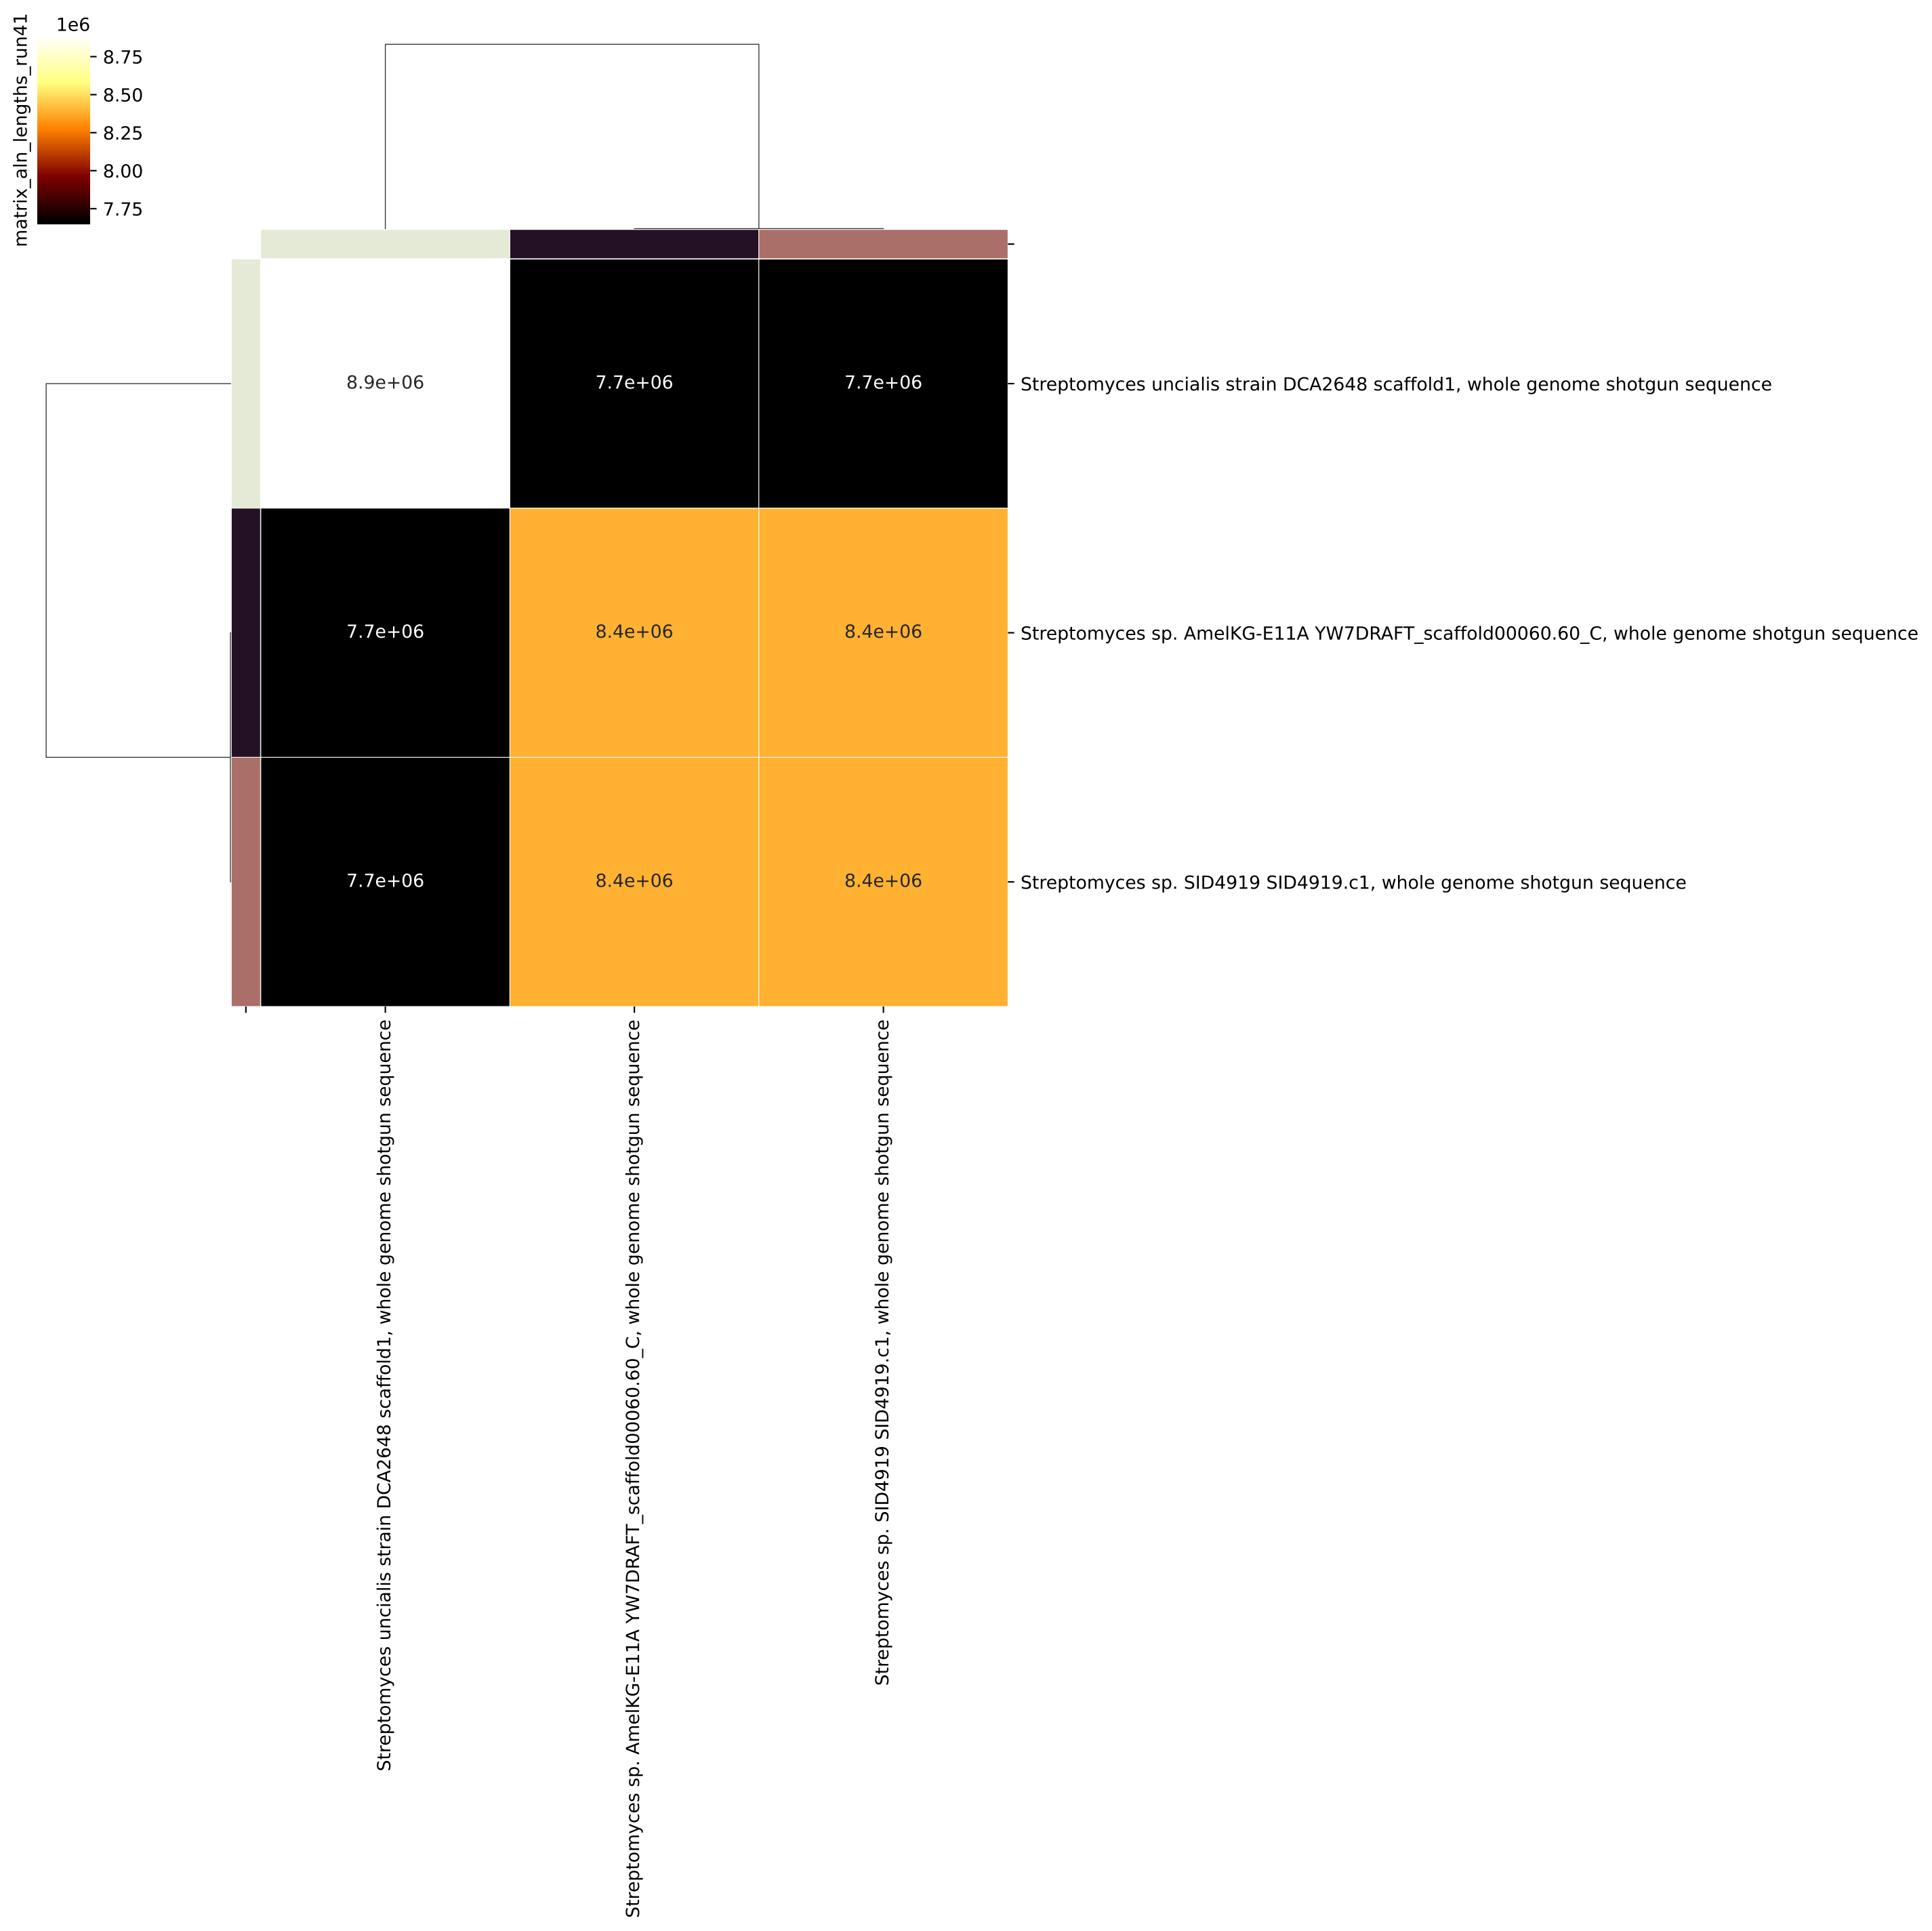 matrix_aln_lengths_run41
1e6
8.75
8.50
8.25
8.00
7.75
8.9e+06
7.7e+06
7.7e+06
Streptomyces uncialis strain DCA2648 scaffold1, whole genome shotgun sequence
7.7e+06
8.4e+06
8.4e+06
Streptomyces sp. AmelKG-E11A YW7DRAFT_scaffold00060.60_C, whole genome shotgun sequence
7.7e+06
8.4e+06
8.4e+06
Streptomyces sp. SID4919 SID4919.c1, whole genome shotgun sequence
Streptomyces uncialis strain DCA2648 scaffold1, whole genome shotgun sequence
Streptomyces sp. AmelKG-E11A YW7DRAFT_scaffold00060.60_C, whole genome shotgun sequence
Streptomyces sp. SID4919 SID4919.c1, whole genome shotgun sequence